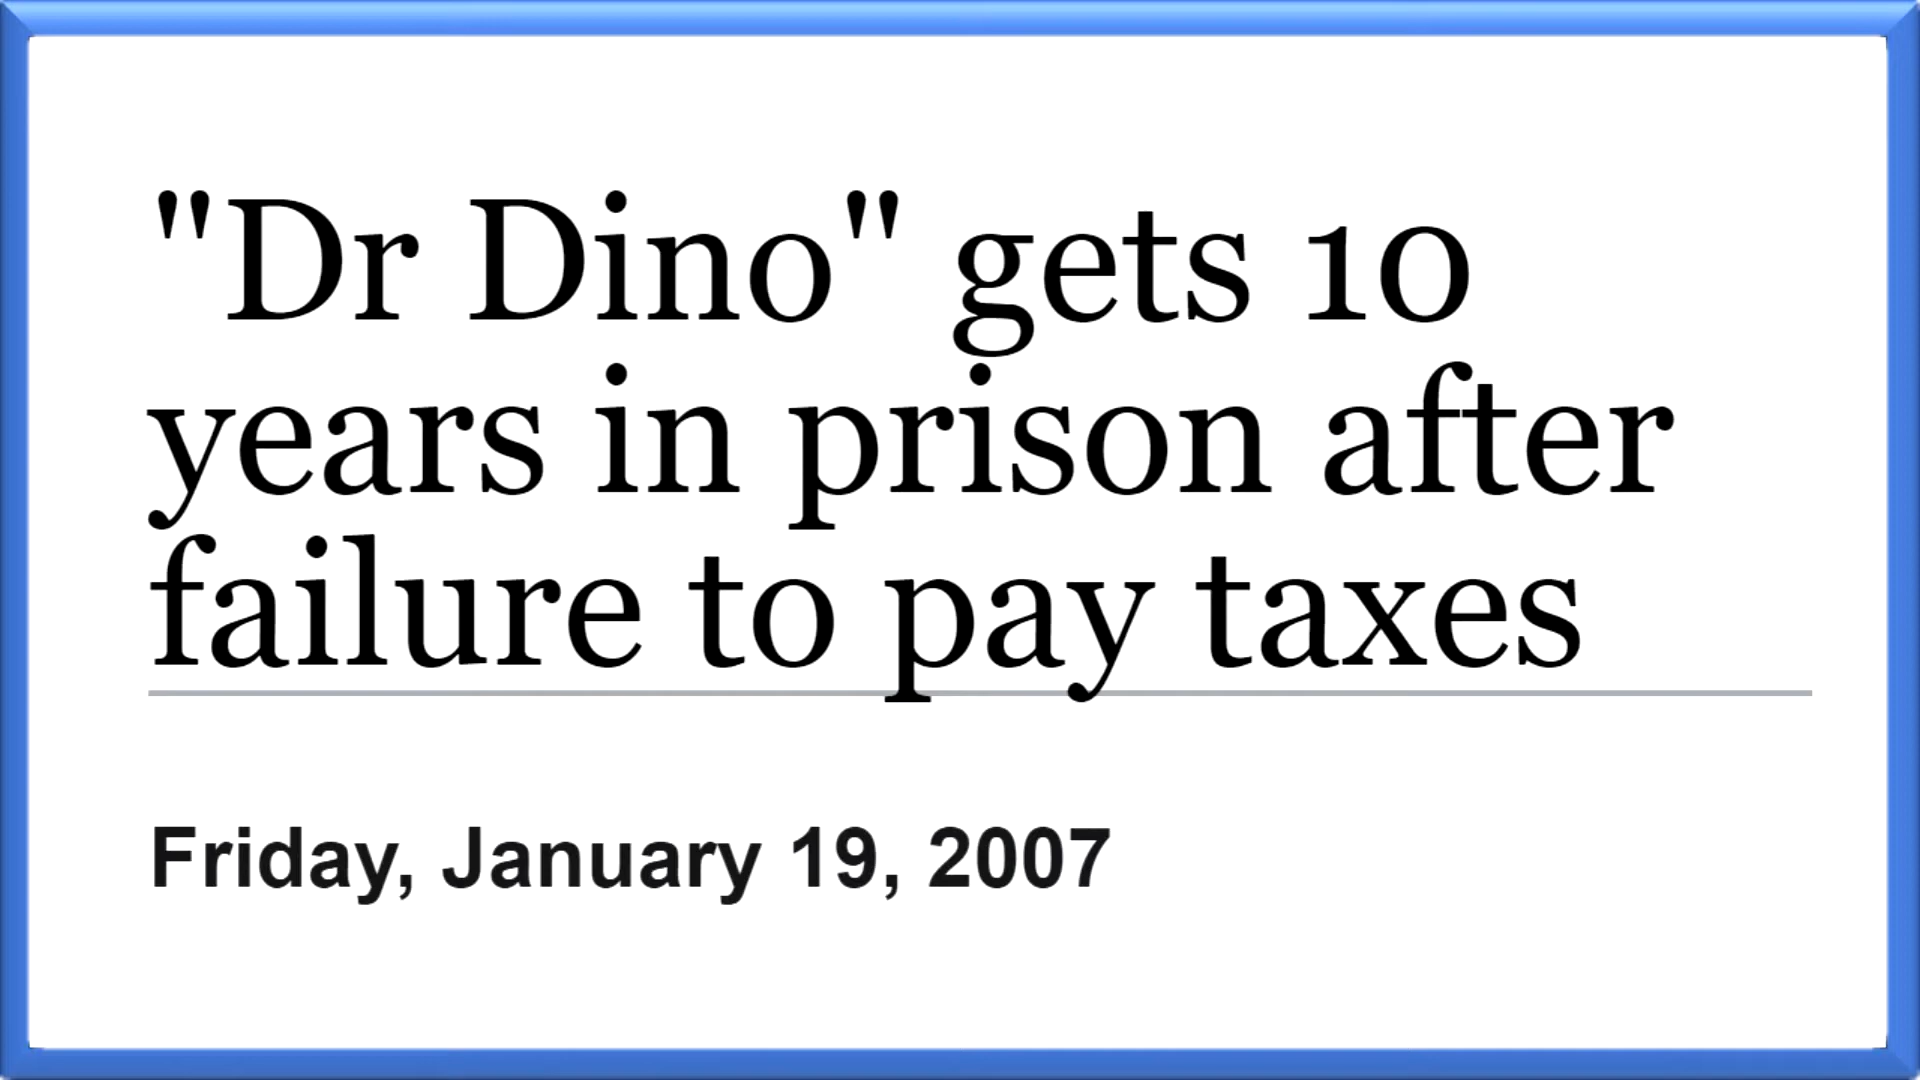 "Dr Dino" gets 10
years in prison after
failure to pay taxes
Friday, January 19, 2007